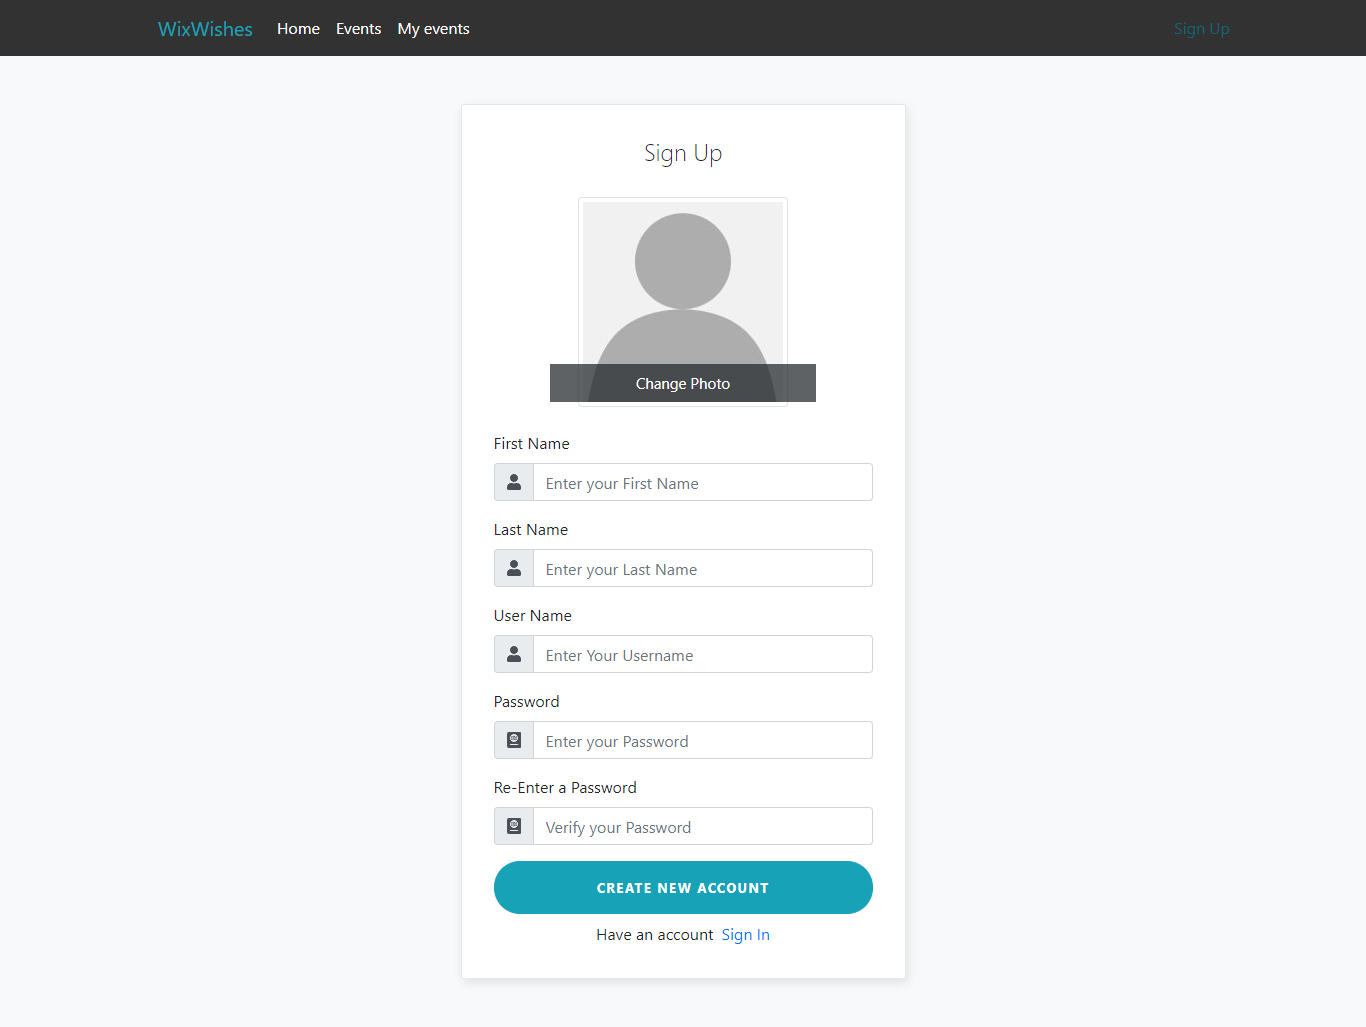 WixWishes Home Events My events Sign Up
Sign Up
Change Photo
First Name
Enter your First Name
Last Name
Enter your Last Name
User Name
Enter Your Username
Password
Enter your Password
Re-Enter a Password
Verify your Password
CREATE NEW ACCOUNT
Have an account Sign In